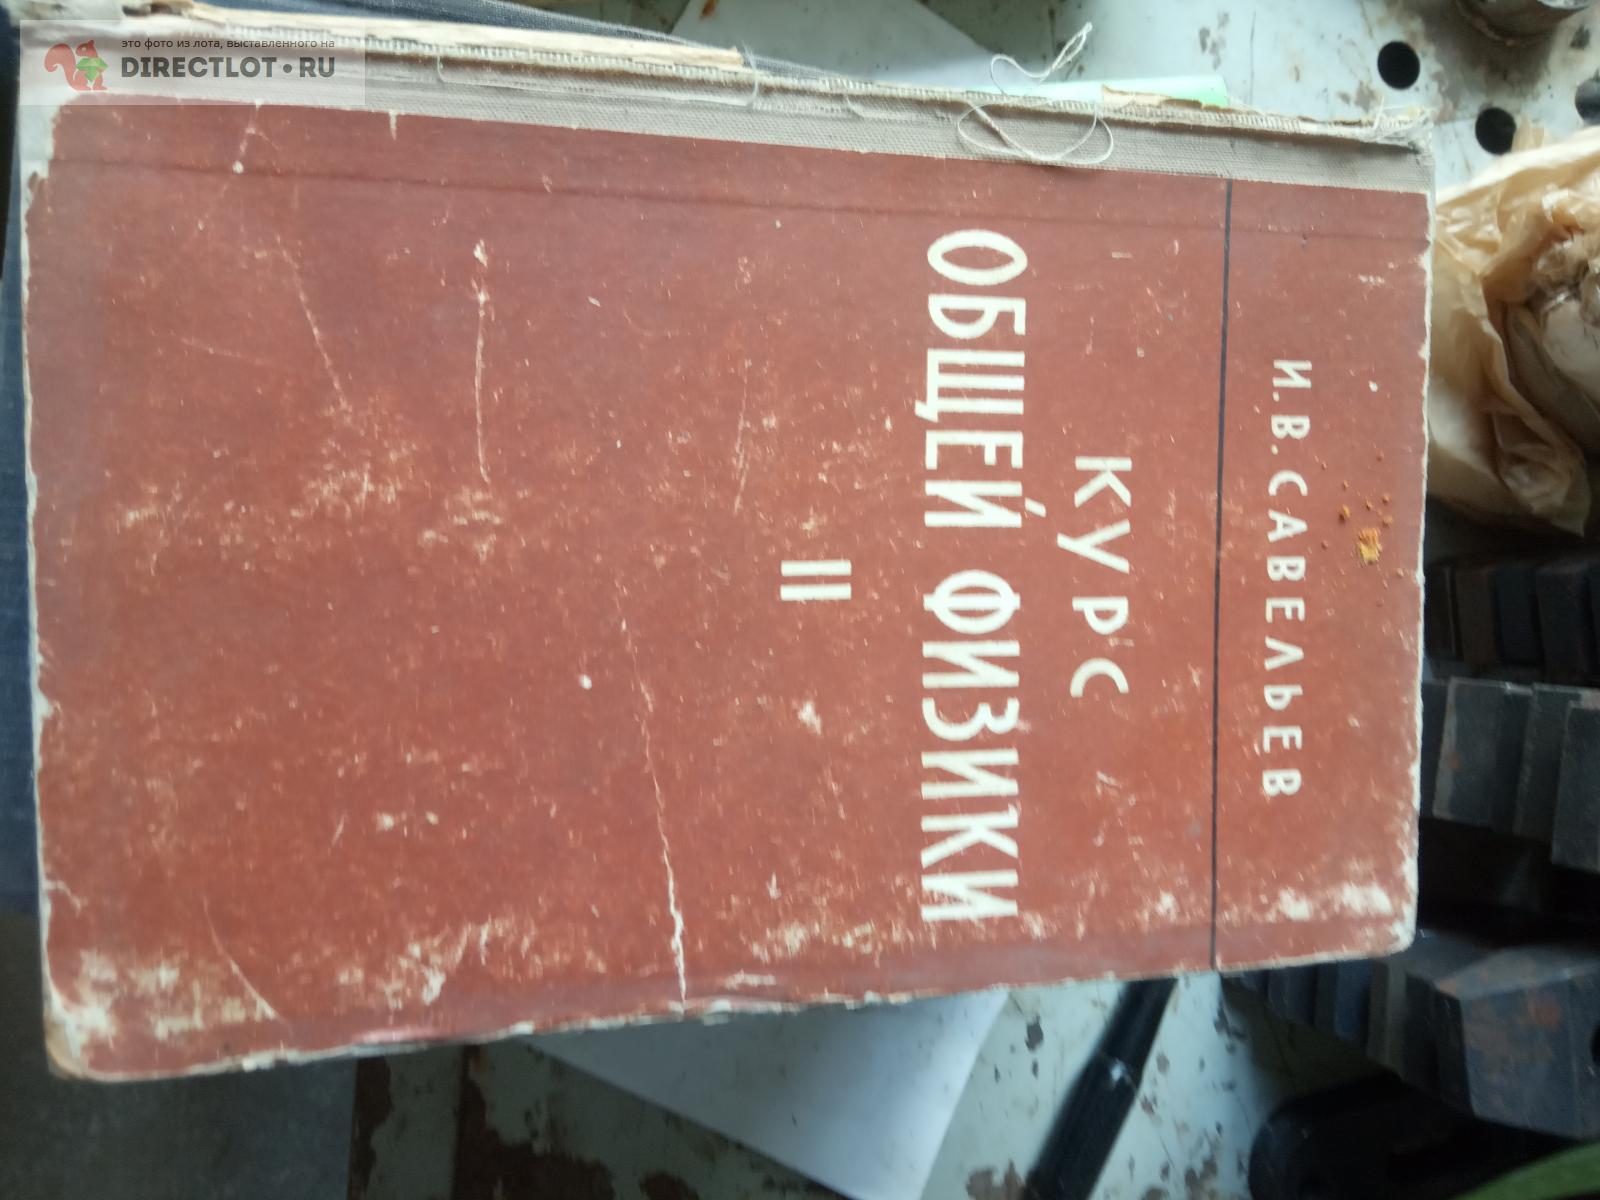 это фото из лота, выставленного на
DIRECTLOT•RU
И. В. САВЕЛЬЕВ
КУРС
ОБЩЕЙ ФИЗИКИ
II